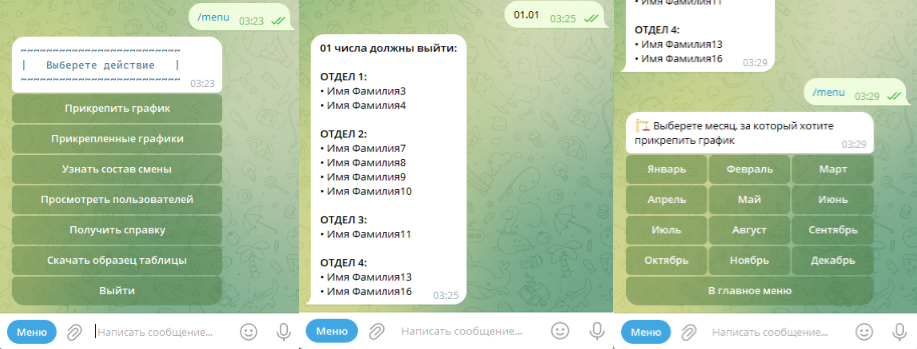 /menu 03:23
~~~~~~~~~~~~~~~~~~~~~~~~~
|   Выберете действие   |
~~~~~~~~~~~~~~~~~~~~~~~~~ 03:23
Прикрепить график
Прикрепленные графики
Узнать состав смены
Просмотреть пользователей
Получить справку
Скачать образец таблицы
Выйти
Меню
Написать сообщение...
01.01 03:25
01 числа должны выйти:
ОТДЕЛ 1:
• Имя Фамилия3
• Имя Фамилия4
ОТДЕЛ 2:
• Имя Фамилия7
• Имя Фамилия8
• Имя Фамилия9
• Имя Фамилия10
ОТДЕЛ 3:
• Имя Фамилия11
ОТДЕЛ 4:
• Имя Фамилия13
• Имя Фамилия16
03:25
Меню
Написать сообщение...
• Имя Фамилия11
ОТДЕЛ 4:
• Имя Фамилия13
• Имя Фамилия16
03:29
/menu 03:29
🏗️ Выберете месяц, за который хотите
прикрепить график 03:29
Январь Февраль Март
Апрель Май Июнь
Июль Август Сентябрь
Октябрь Ноябрь Декабрь
В главное меню
Меню
Написать сообщение...